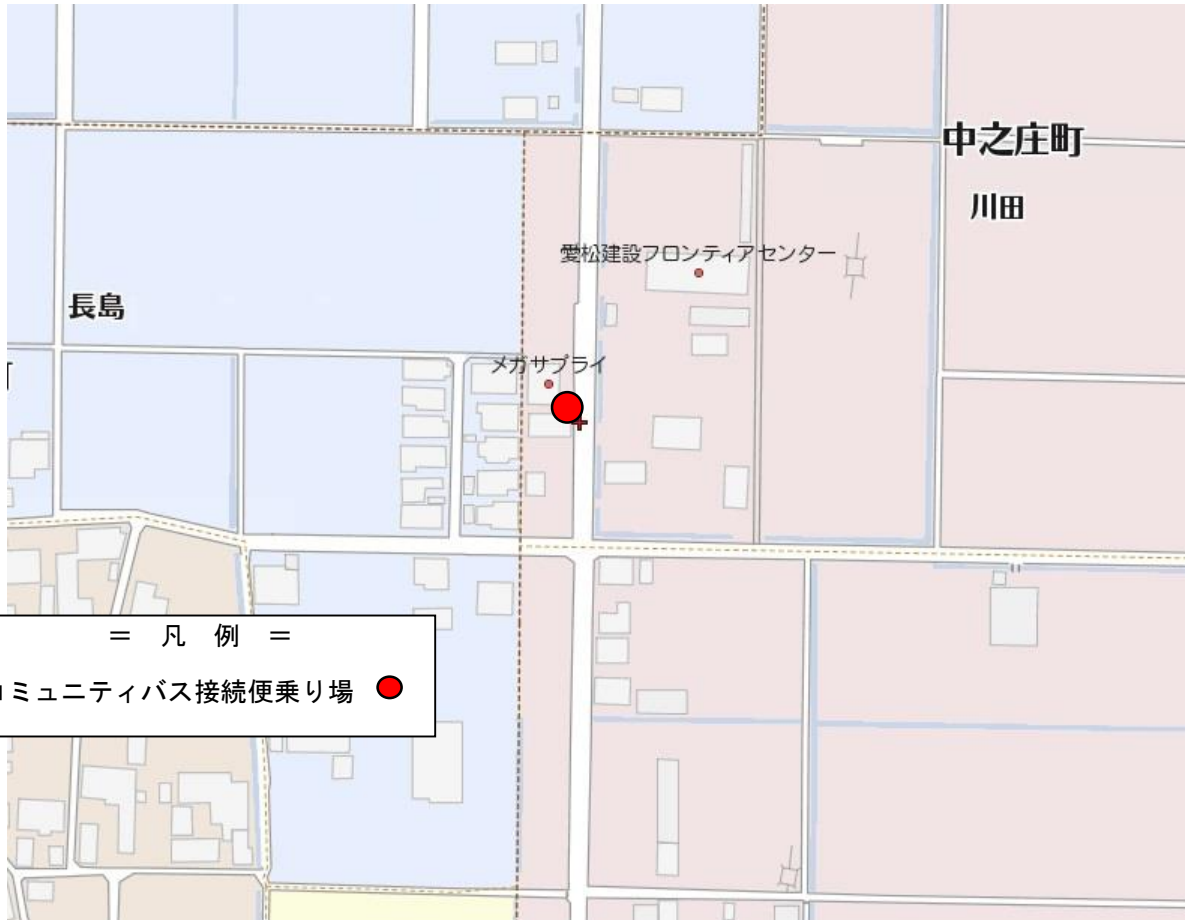 中之庄町
川田
愛松建設フロンティアセンター
長島
メガサプライ
= 凡 例 =
コミュニティバス接続便乗り場